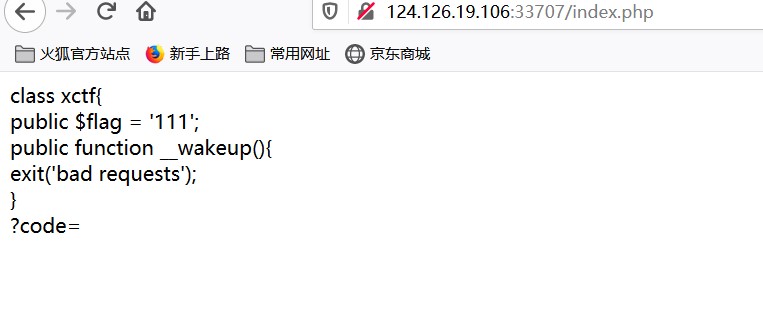 124.126.19.106:33707/index.php
火狐官方站点 新手上路 常用网址 京东商城
class xctf{
public $flag = '111';
public function __wakeup(){
exit('bad requests');
}
?code=